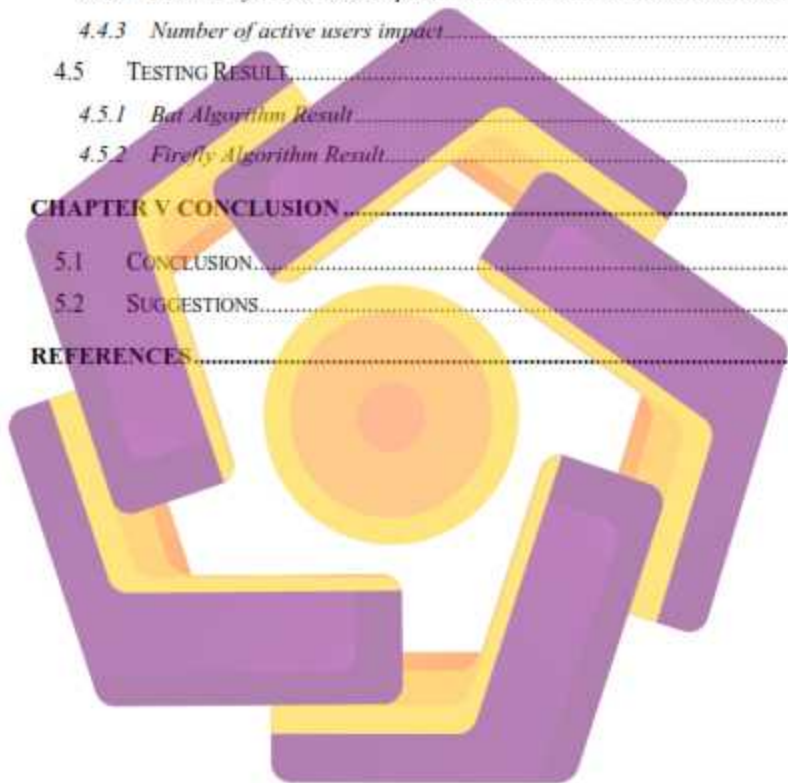 4.4.3 Number of active users impact
4.5 TESTING RESULT
4.5.1 Bat Algorithm Result
4.5.2 Firefly Algorithm Result
CHAPTER V CONCLUSION
5.1 CONCLUSION
5.2 SUGGESTIONS
REFERENCES